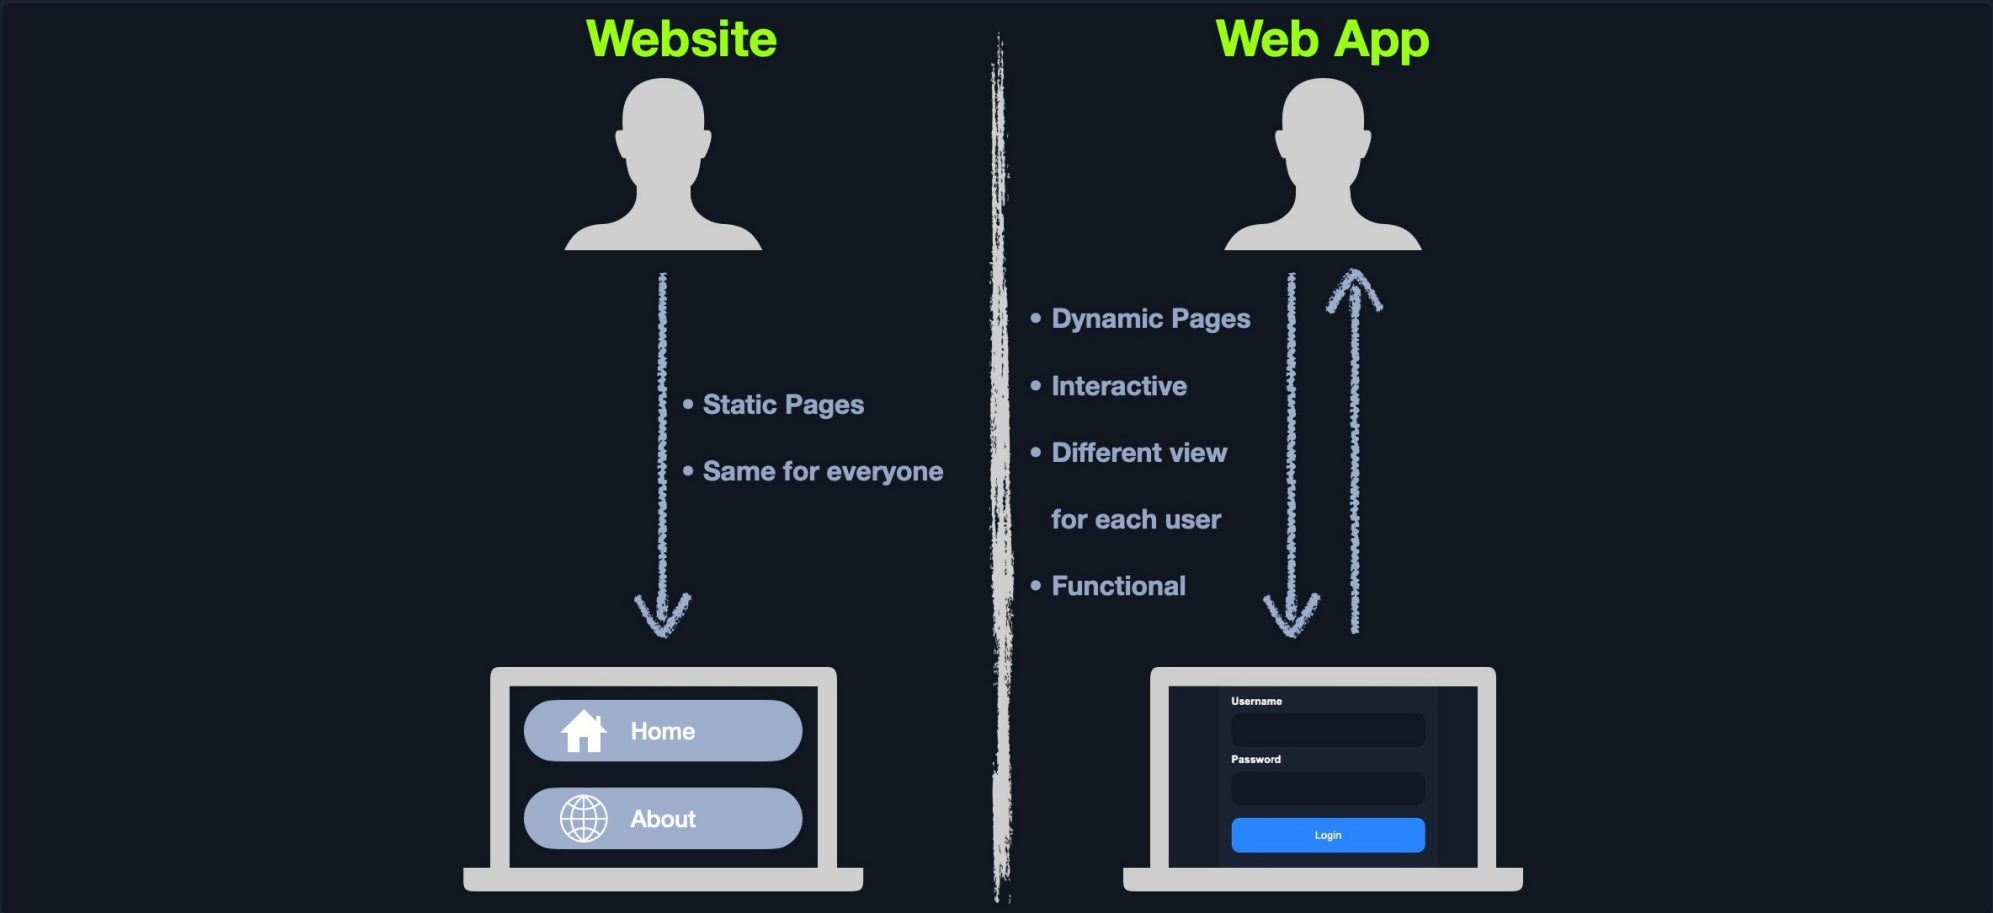 Website
• Static Pages
• Same for everyone
Home
About
Web App
• Dynamic Pages
• Interactive
• Different view
for each user
• Functional
Username
Password
Login